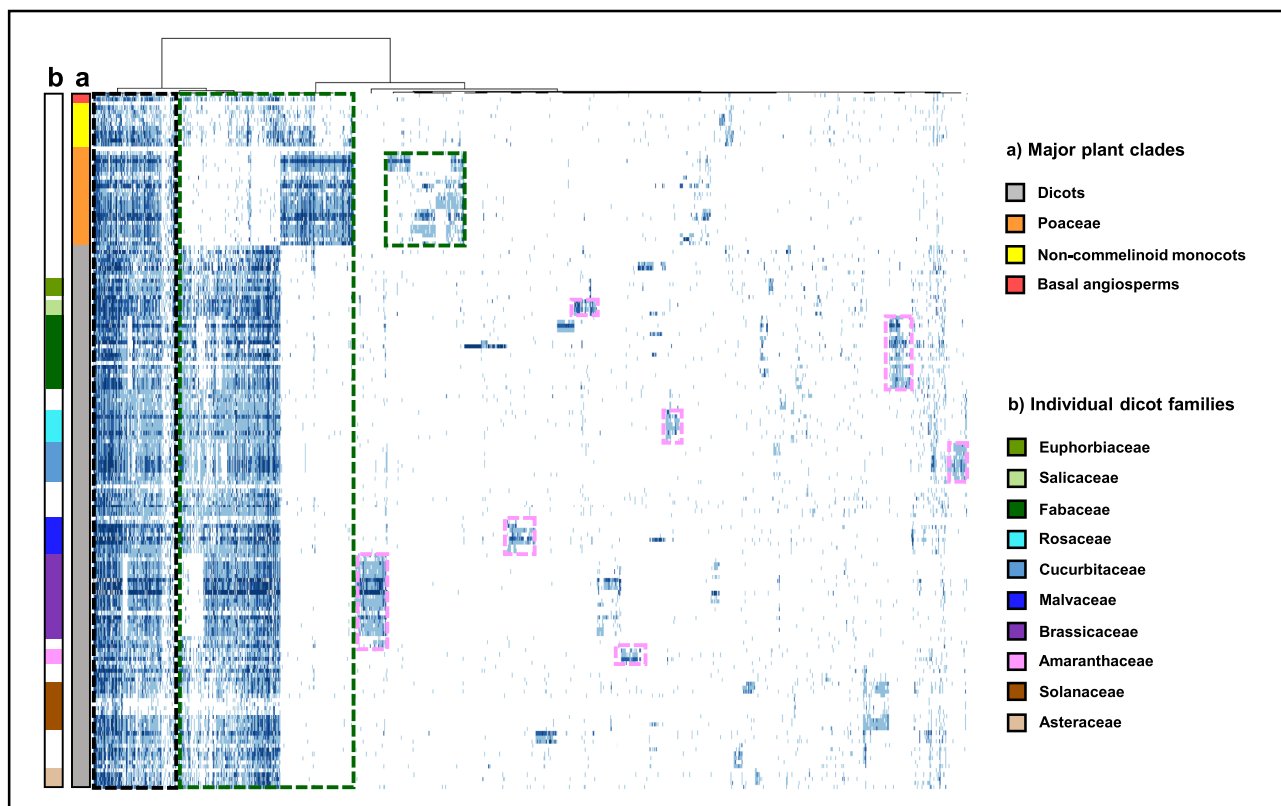 b a
a) Major plant clades
Dicots
Poaceae
Non-commelinoid monocots
Basal angiosperms
b) Individual dicot families
Euphorbiaceae
Salicaceae
Fabaceae
Rosaceae
Cucurbitaceae
Malvaceae
Brassicaceae
Amaranthaceae
Solanaceae
Asteraceae